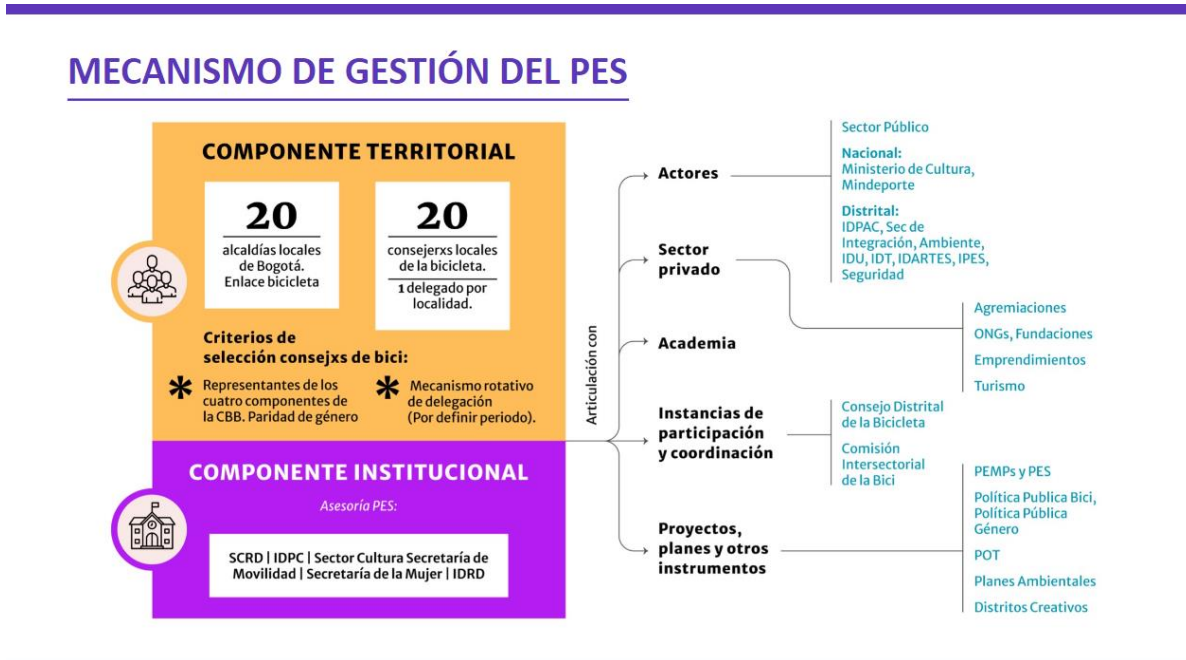 MECANISMO DE GESTIÓN DEL PES
COMPONENTE TERRITORIAL
20
alcaldías locales
de Bogotá.
Enlace bicicleta
20
consejerxs locales
de la bicicleta.
1 delegado por
localidad.
Criterios de
selección consejxs de bici:
* Representantes de los
cuatro componentes de
la CBB. Paridad de género
* Mecanismo rotativo
de delegación
(Por definir periodo).
COMPONENTE INSTITUCIONAL
Asesoría PES:
SCRD | IDPC | Sector Cultura Secretaría de
Movilidad | Secretaría de la Mujer | IDRD
Articulación con
Actores
Sector Público
Nacional:
Ministerio de Cultura,
Mindeporte
Distrital:
IDPAC, Sec de
Integración, Ambiente,
IDU, IDT, IDARTES, IPES,
Seguridad
Sector
privado
Agremiaciones
ONGs, Fundaciones
Emprendimientos
Turismo
Academia
Instancias de
participación
y coordinación
Consejo Distrital
de la Bicicleta
Comisión
Intersectorial
de la Bici
Proyectos,
planes y otros
instrumentos
PEMPs y PES
Política Publica Bici,
Política Pública
Género
POT
Planes Ambientales
Distritos Creativos